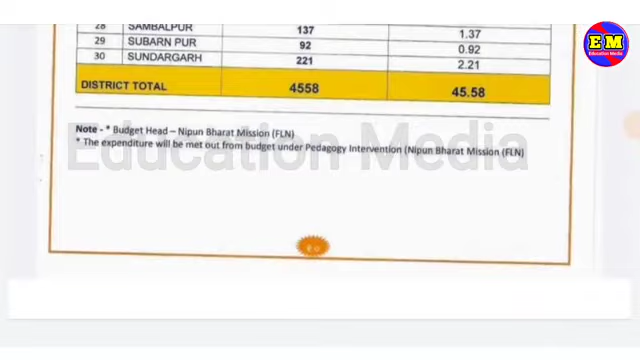 28 SAMBALPUR 137 1.37
29 SUBARN PUR 92 0.92
30 SUNDARGARH 221 2.21
DISTRICT TOTAL 4558 45.58
Note - * Budget Head – Nipun Bharat Mission (FLN)
* The expenditure will be met out from budget under Pedagogy Intervention (Nipun Bharat Mission (FLN)
Education Media
EM
Education Media